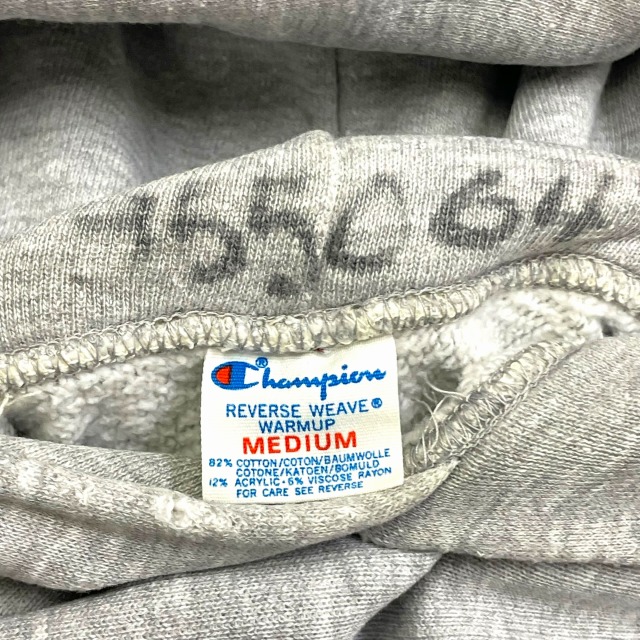 Champion®
REVERSE WEAVE®
WARMUP
MEDIUM
82% COTTON/COTON/BAUMWOLLE
COTONE/KATOEN/BOMULD
12% ACRYLIC • 6% VISCOSE RAYON
FOR CARE SEE REVERSE